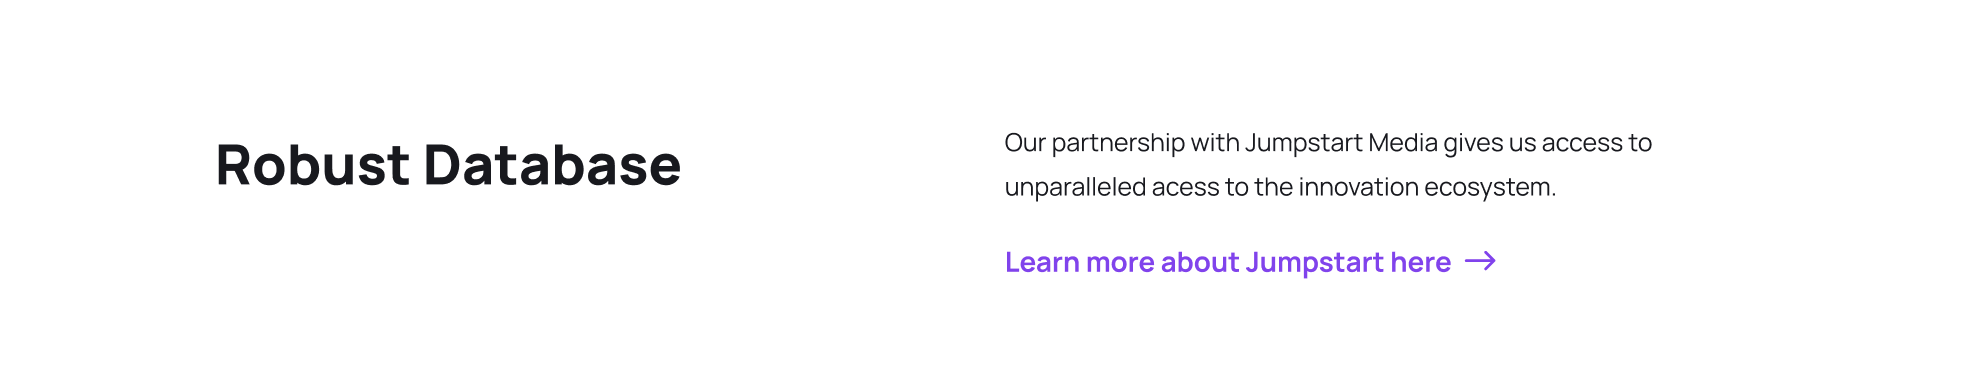 Robust Database
Our partnership with Jumpstart Media gives us access to
unparalleled acess to the innovation ecosystem.
Learn more about Jumpstart here →